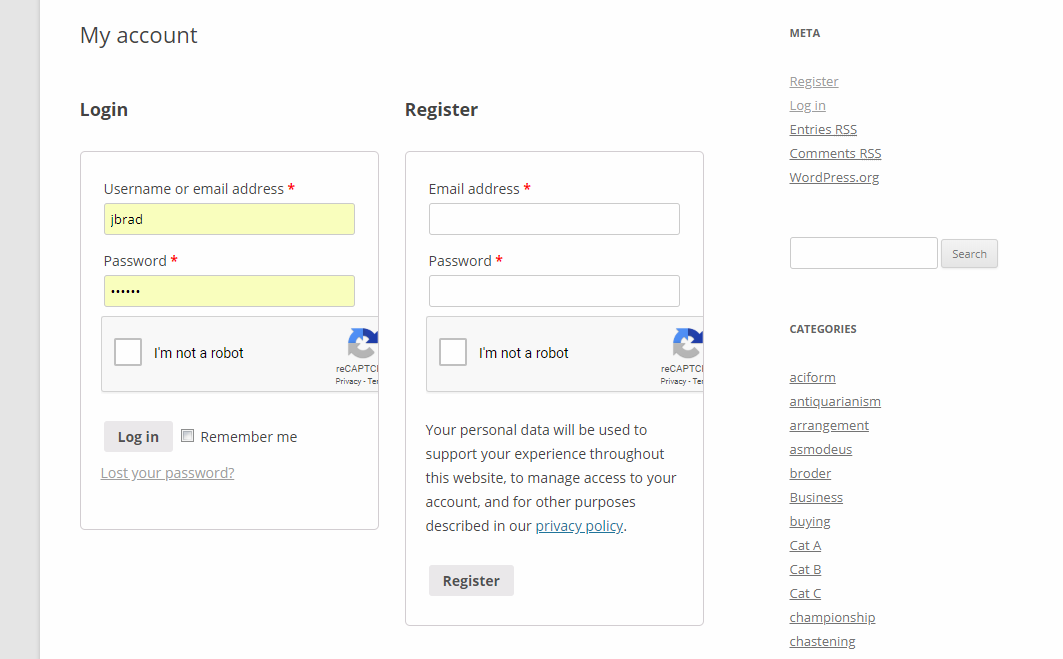 My account
Login
Username or email address *
jbrad
Password *
••••••
I'm not a robot
reCAPTC
Privacy - Ter
Log in
Remember me
Lost your password?
Register
Email address *
Password *
I'm not a robot
reCAPTC
Privacy - Ter
Your personal data will be used to
support your experience throughout
this website, to manage access to your
account, and for other purposes
described in our privacy policy.
Register
META
Register
Log in
Entries RSS
Comments RSS
WordPress.org
Search
CATEGORIES
aciform
antiquarianism
arrangement
asmodeus
broder
Business
buying
Cat A
Cat B
Cat C
championship
chastening